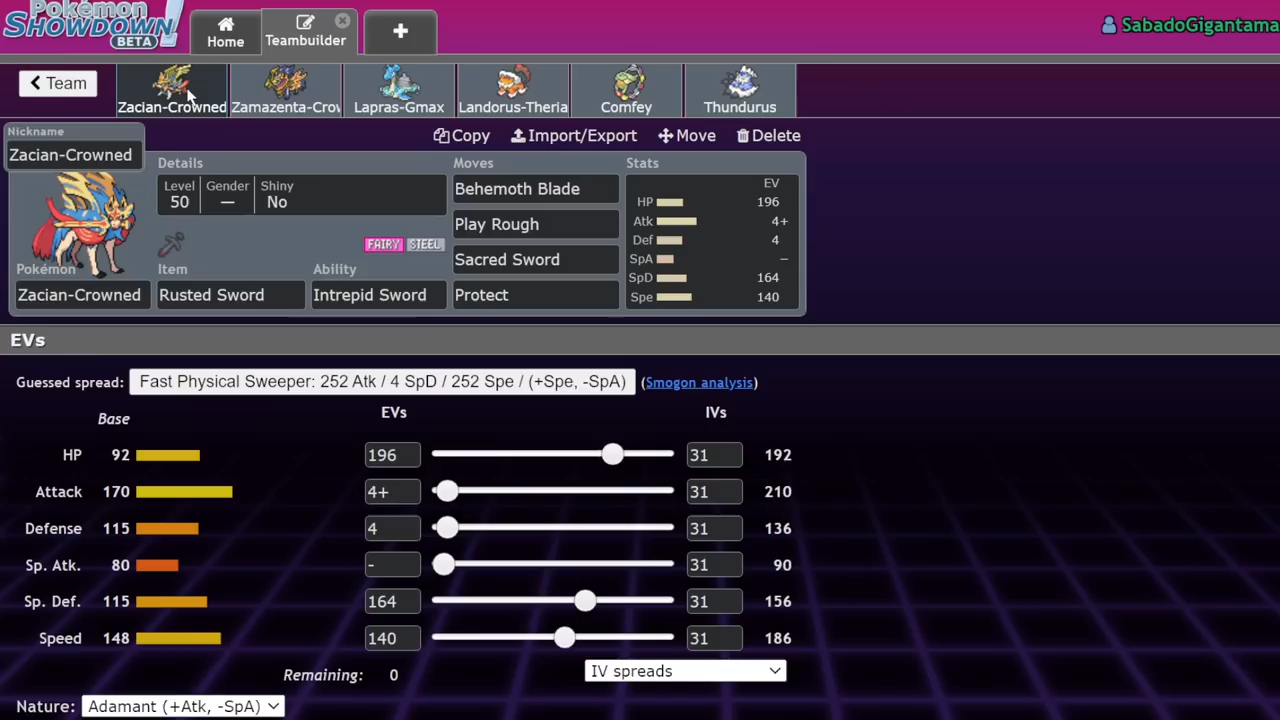 Pokémon
SHOWDOWN!
BETA
Home
Teambuilder
+
SabadoGigantama
Team
Zacian-Crowned
Zamazenta-Crow
Lapras-Gmax
Landorus-Theria
Comfey
Thundurus
Copy
Import/Export
Move
Delete
Nickname
Zacian-Crowned
Details
Level
50
Gender
—
Shiny
No
FAIRY STEEL
Pokémon
Zacian-Crowned
Item
Rusted Sword
Ability
Intrepid Sword
Moves
Behemoth Blade
Play Rough
Sacred Sword
Protect
Stats
EV
HP 196
Atk 4+
Def 4
SpA –
SpD 164
Spe 140
EVs
Guessed spread: Fast Physical Sweeper: 252 Atk / 4 SpD / 252 Spe / (+Spe, -SpA) (Smogon analysis)
Base EVs IVs
HP 92 196 31 192
Attack 170 4+ 31 210
Defense 115 4 31 136
Sp. Atk. 80 - 31 90
Sp. Def. 115 164 31 156
Speed 148 140 31 186
Remaining: 0 IV spreads
Nature: Adamant (+Atk, -SpA)